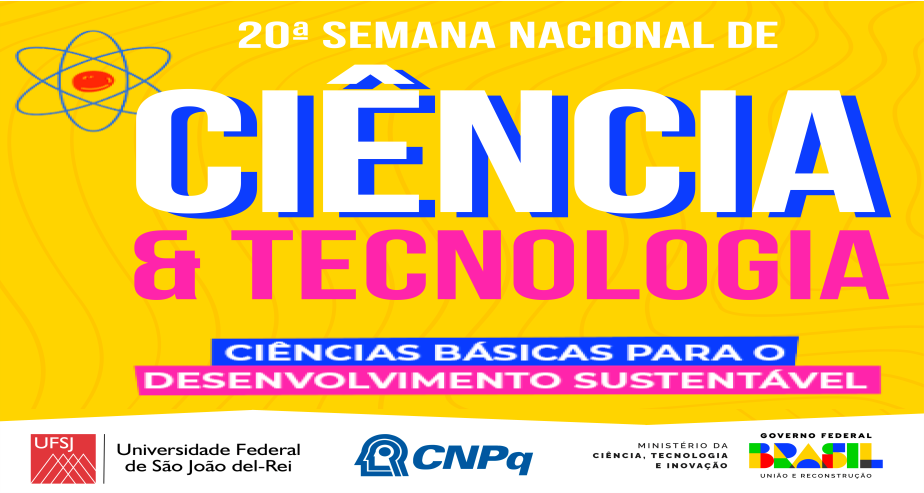 20ª SEMANA NACIONAL DE
CIÊNCIA
& TECNOLOGIA
CIÊNCIAS BÁSICAS PARA O
DESENVOLVIMENTO SUSTENTÁVEL
UFSJ
Universidade Federal
de São João del-Rei
CNPq
MINISTÉRIO DA
CIÊNCIA, TECNOLOGIA
E INOVAÇÃO
GOVERNO FEDERAL
BRASIL
UNIÃO E RECONSTRUÇÃO